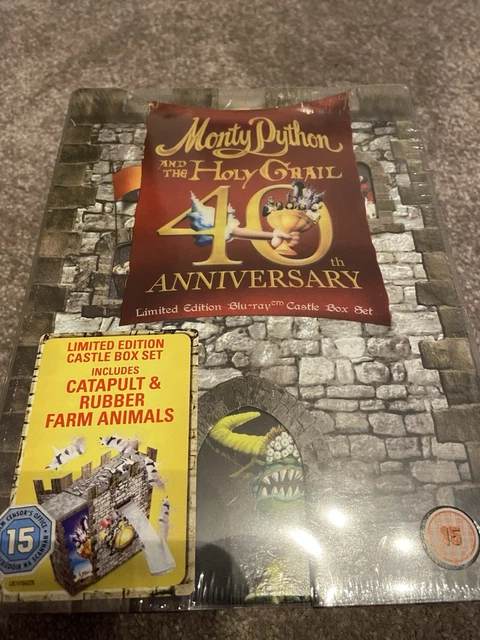 Monty Python
AND THE HOLY GRAIL
40th
ANNIVERSARY
Limited Edition Blu-ray™ Castle Box Set
LIMITED EDITION
CASTLE BOX SET
INCLUDES
CATAPULT &
RUBBER
FARM ANIMALS
15
15